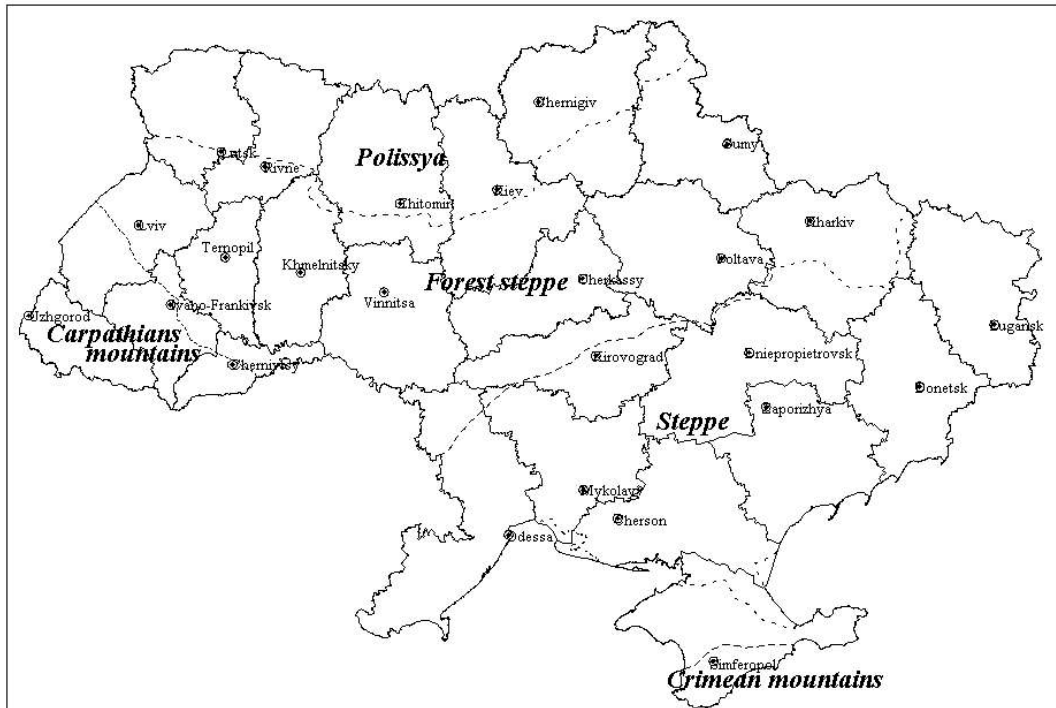 Chernigiv
Sumy
Lutsk
Rivne
Polissya
Kiev
Zhitomir
Lviv
Kharkiv
Ternopil
Khmelnitsky
Poltava
Vinnitsa
Forest-steppe
Cherkassy
Ivano-Frankivsk
Uzhgorod
Carpathians
mountains
Lugansk
Chernivtsy
Kirovograd
Dniepropietrovsk
Donetsk
Zaporizhya
Steppe
Mykolayv
Cherson
Odessa
Simferopol
Crimean mountains